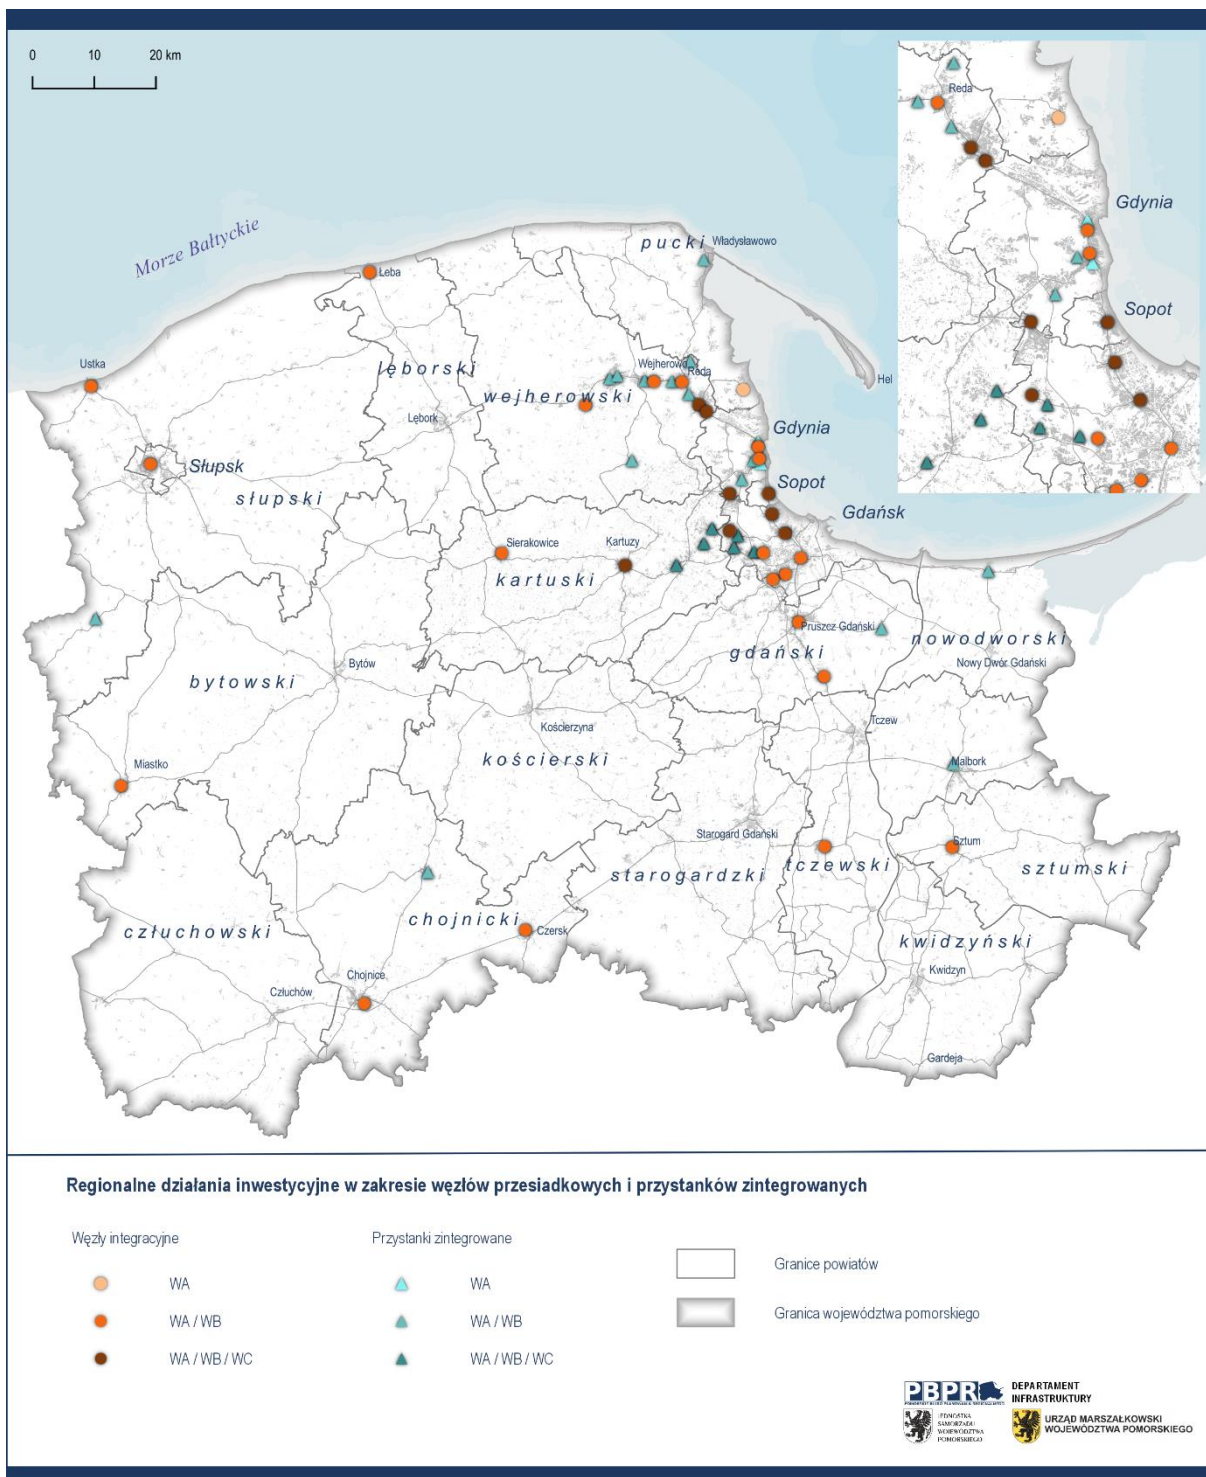 0 10 20 km
Reda
Gdynia
Sopot
Morze Bałtyckie
pucki
Władysławowo
Łeba
Hel
Ustka
lęborski
Wejherowo
Reda
wejherowski
Lębork
Gdynia
Słupsk
Sopot
słupski
Gdańsk
Sierakowice
Kartuzy
kartuski
Pruszcz Gdański
nowodworski
gdański
Nowy Dwór Gdański
Bytów
bytowski
Kościerzyna
Tczew
kościerski
Miastko
Malbork
Starogard Gdański
Sztum
tczewski
starogardzki
sztumski
chojnicki
człuchowski
Czersk
kwidzyński
Chojnice
Kwidzyn
Człuchów
Gardeja
Regionalne działania inwestycyjne w zakresie węzłów przesiadkowych i przystanków zintegrowanych
Węzły integracyjne
WA
WA / WB
WA / WB / WC
Przystanki zintegrowane
WA
WA / WB
WA / WB / WC
Granice powiatów
Granica województwa pomorskiego
PBPR
DEPARTAMENT
INFRASTRUKTURY
JEDNOSTKA
SAMORZĄDU
WOJEWÓDZTWA
POMORSKIEGO
URZĄD MARSZAŁKOWSKI
WOJEWÓDZTWA POMORSKIEGO